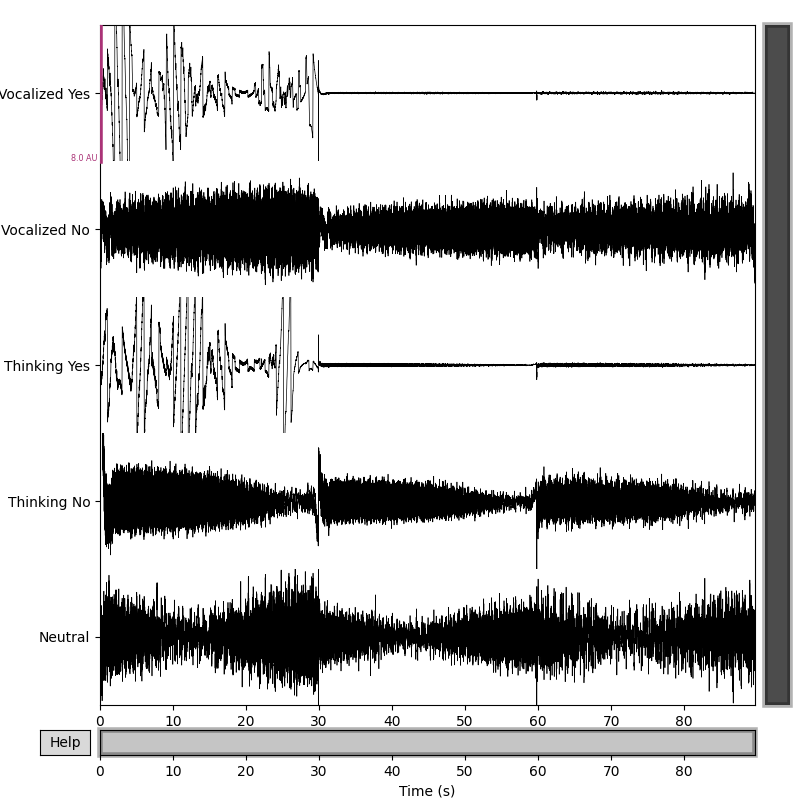 Vocalized Yes
8.0 AU
Vocalized No
Thinking Yes
Thinking No
Neutral
0 10 20 30 40 50 60 70 80
Help
0 10 20 30 40 50 60 70 80
Time (s)